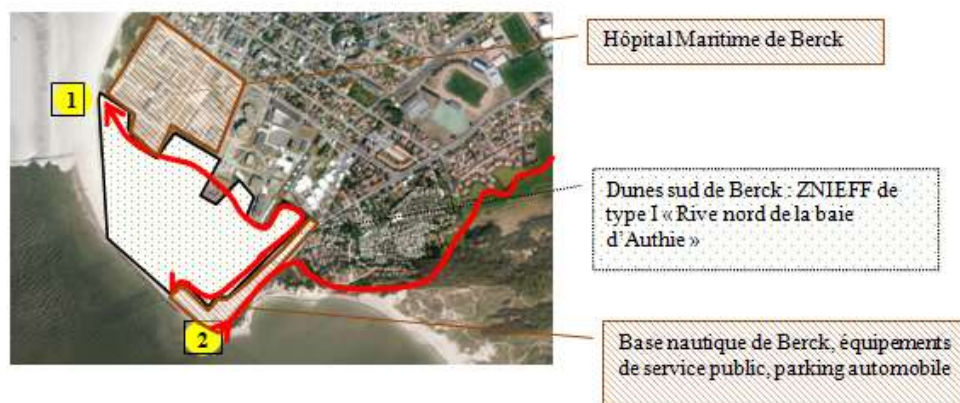 1
2
Hôpital Maritime de Berck
Dunes sud de Berck : ZNIEFF de
type I « Rive nord de la baie
d’Authie »
Base nautique de Berck, équipements
de service public, parking automobile